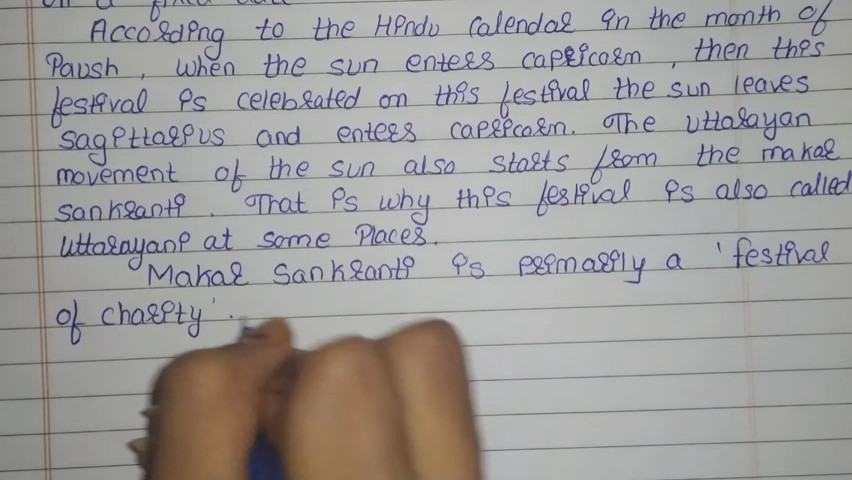 According to the Hindu calendar in the month of
Paush, when the sun enters capricorn, then this
festival is celebrated on this festival the sun leaves
sagittarius and enters capricorn. The uttarayan
movement of the sun also starts from the makar
sankranti. That is why this festival is also called
uttarayani at some Places.
Makar Sankranti is primarily a 'festival
of charity'.